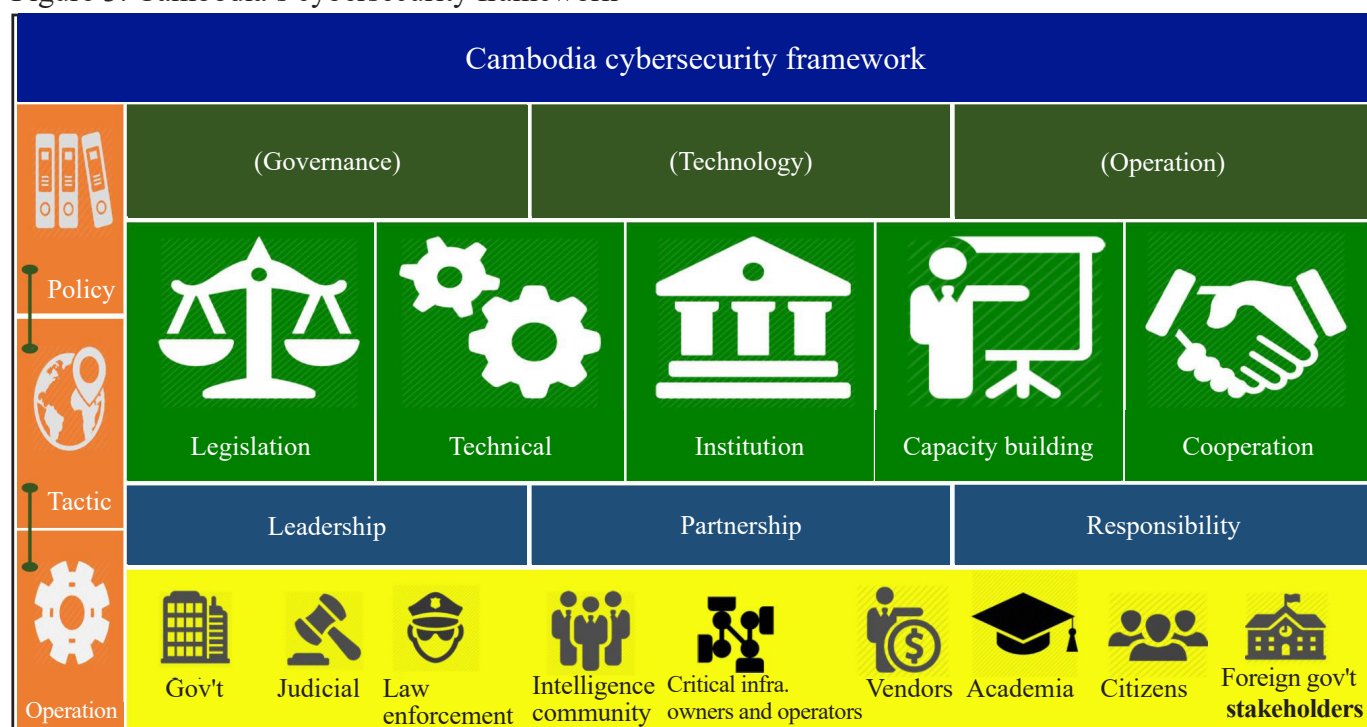 Cambodia cybersecurity framework
(Governance)
(Technology)
(Operation)
Policy
Legislation
Technical
Institution
Capacity building
Cooperation
Tactic
Leadership
Partnership
Responsibility
Operation
Gov't
Judicial
Law
enforcement
Intelligence
community
Critical infra.
owners and operators
Vendors
Academia
Citizens
Foreign gov't
stakeholders